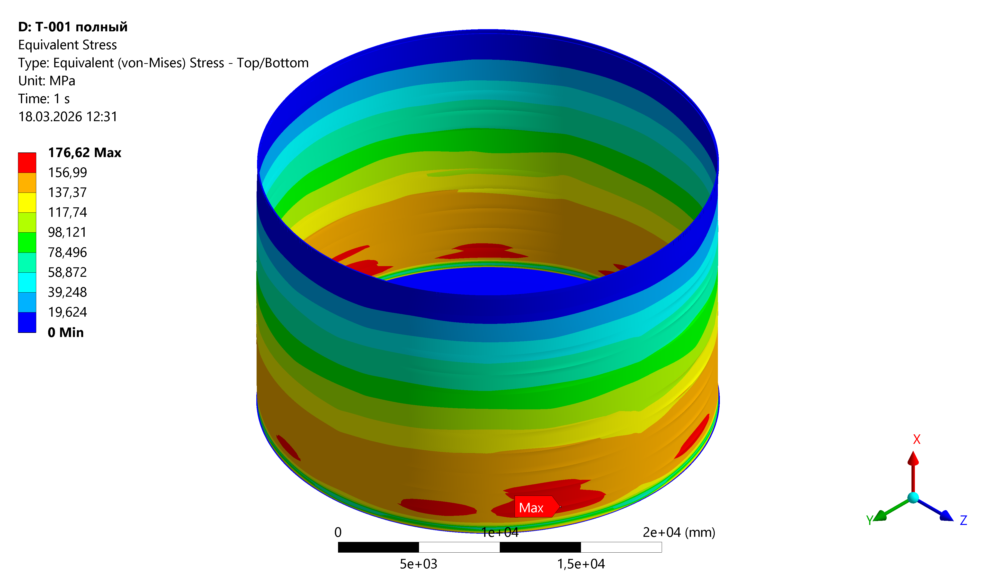 D: T-001 полный
Equivalent Stress
Type: Equivalent (von-Mises) Stress - Top/Bottom
Unit: MPa
Time: 1 s
18.03.2026 12:31
176,62 Max
156,99
137,37
117,74
98,121
78,496
58,872
39,248
19,624
0 Min
Max
0 1e+04 2e+04 (mm)
5e+03 1,5e+04
X
Y
Z